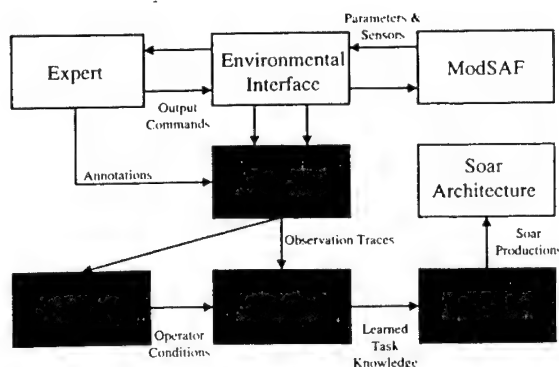 Parameters &
Sensors
Expert
Environmental
Interface
ModSAF
Output
Commands
Annotations
Soar
Architecture
Observation Traces
Soar
Productions
Operator
Conditions
Learned
Task
Knowledge